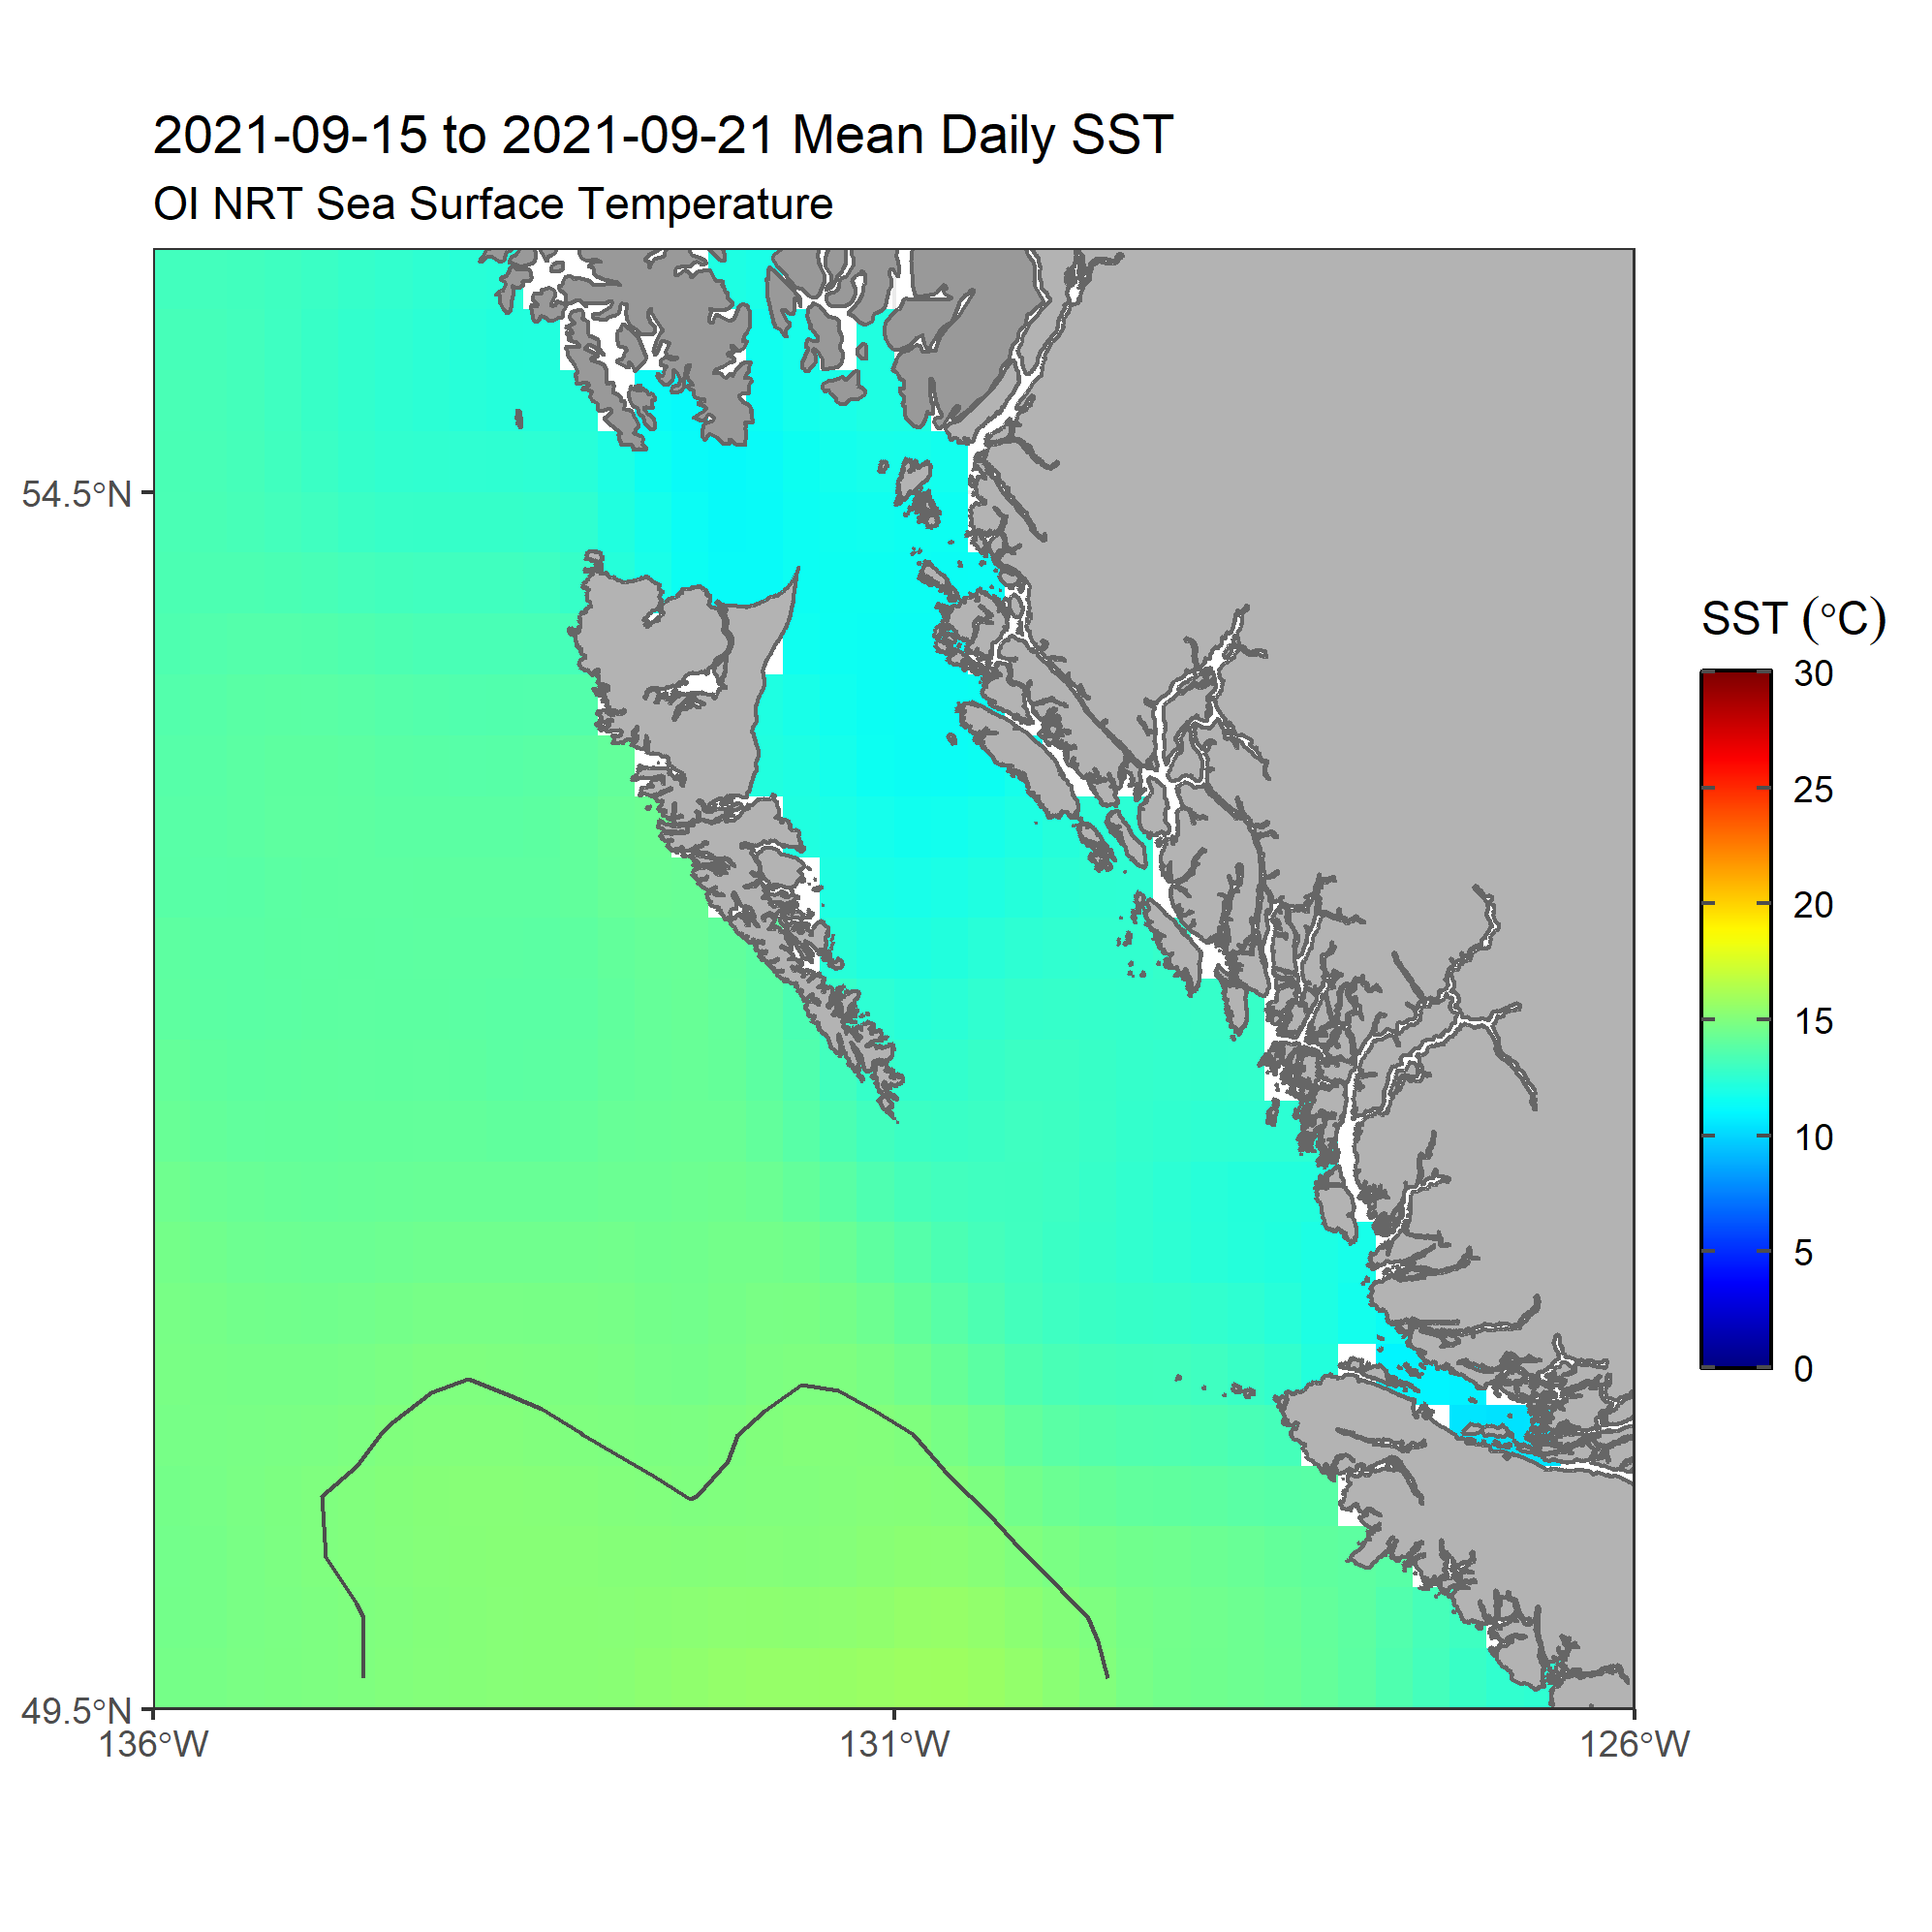 2021-09-15 to 2021-09-21 Mean Daily SST
OI NRT Sea Surface Temperature
54.5°N
49.5°N
136°W
131°W
126°W
SST (°C)
30
25
20
15
10
5
0